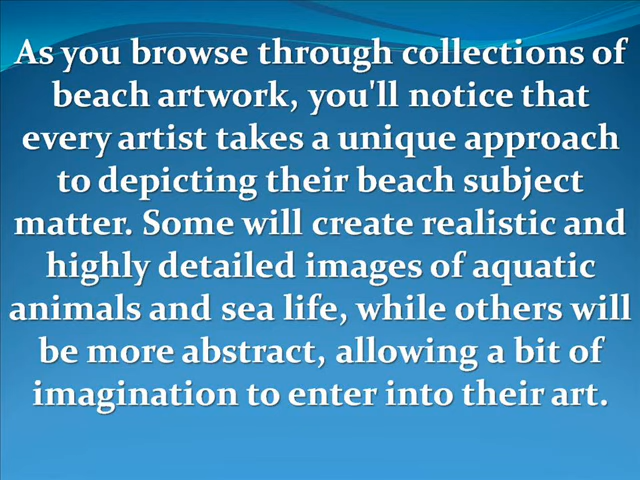 As you browse through collections of
beach artwork, you'll notice that
every artist takes a unique approach
to depicting their beach subject
matter. Some will create realistic and
highly detailed images of aquatic
animals and sea life, while others will
be more abstract, allowing a bit of
imagination to enter into their art.